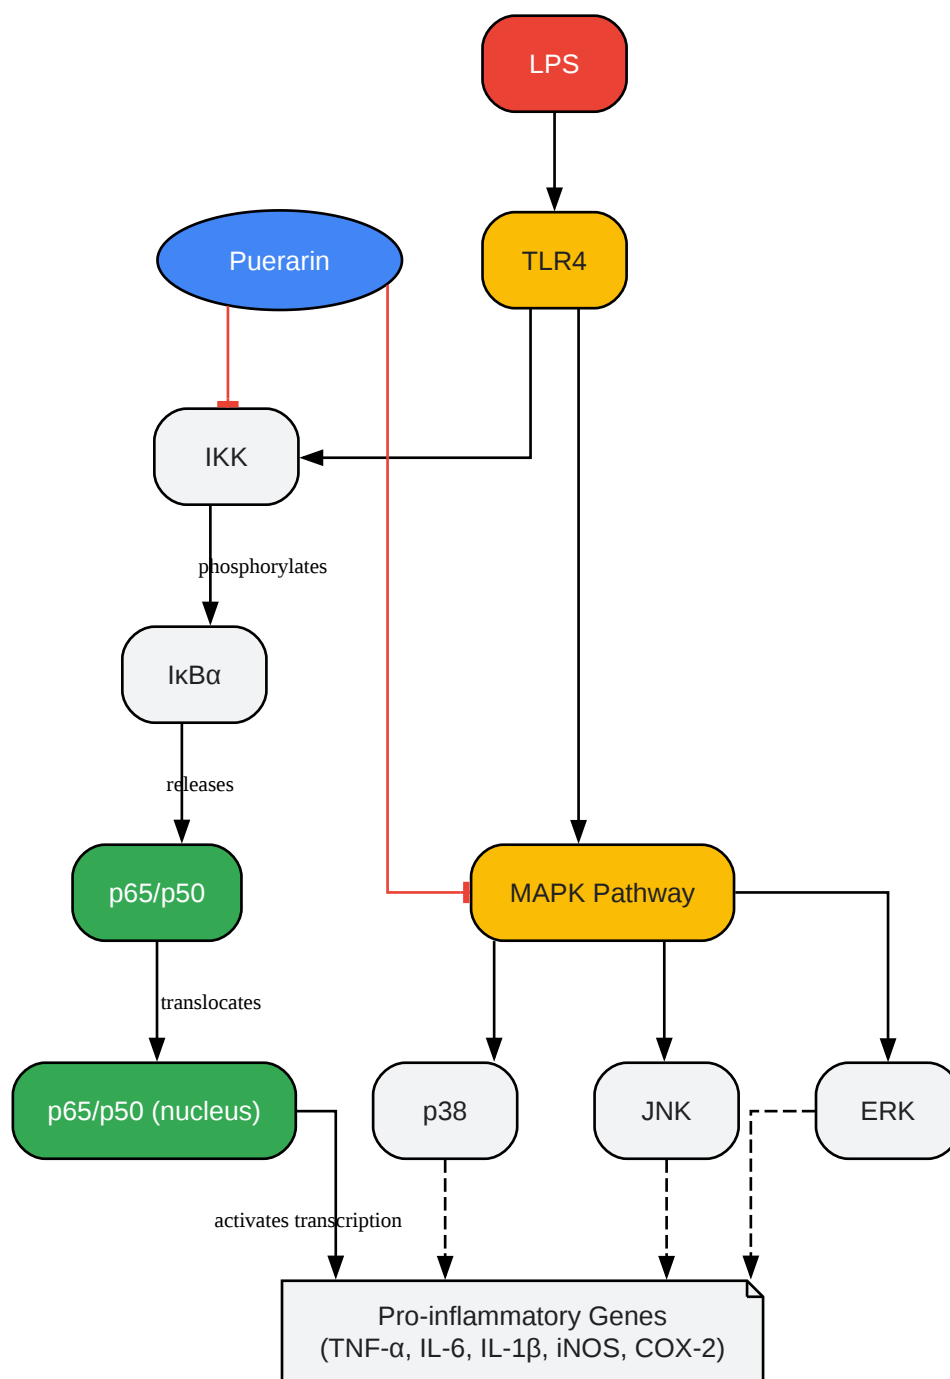 LPS
Puerarin
TLR4
IKK
phosphorylates
IκBα
releases
p65/p50
MAPK Pathway
translocates
p65/p50 (nucleus)
p38
JNK
ERK
activates transcription
Pro-inflammatory Genes
(TNF-α, IL-6, IL-1β, iNOS, COX-2)